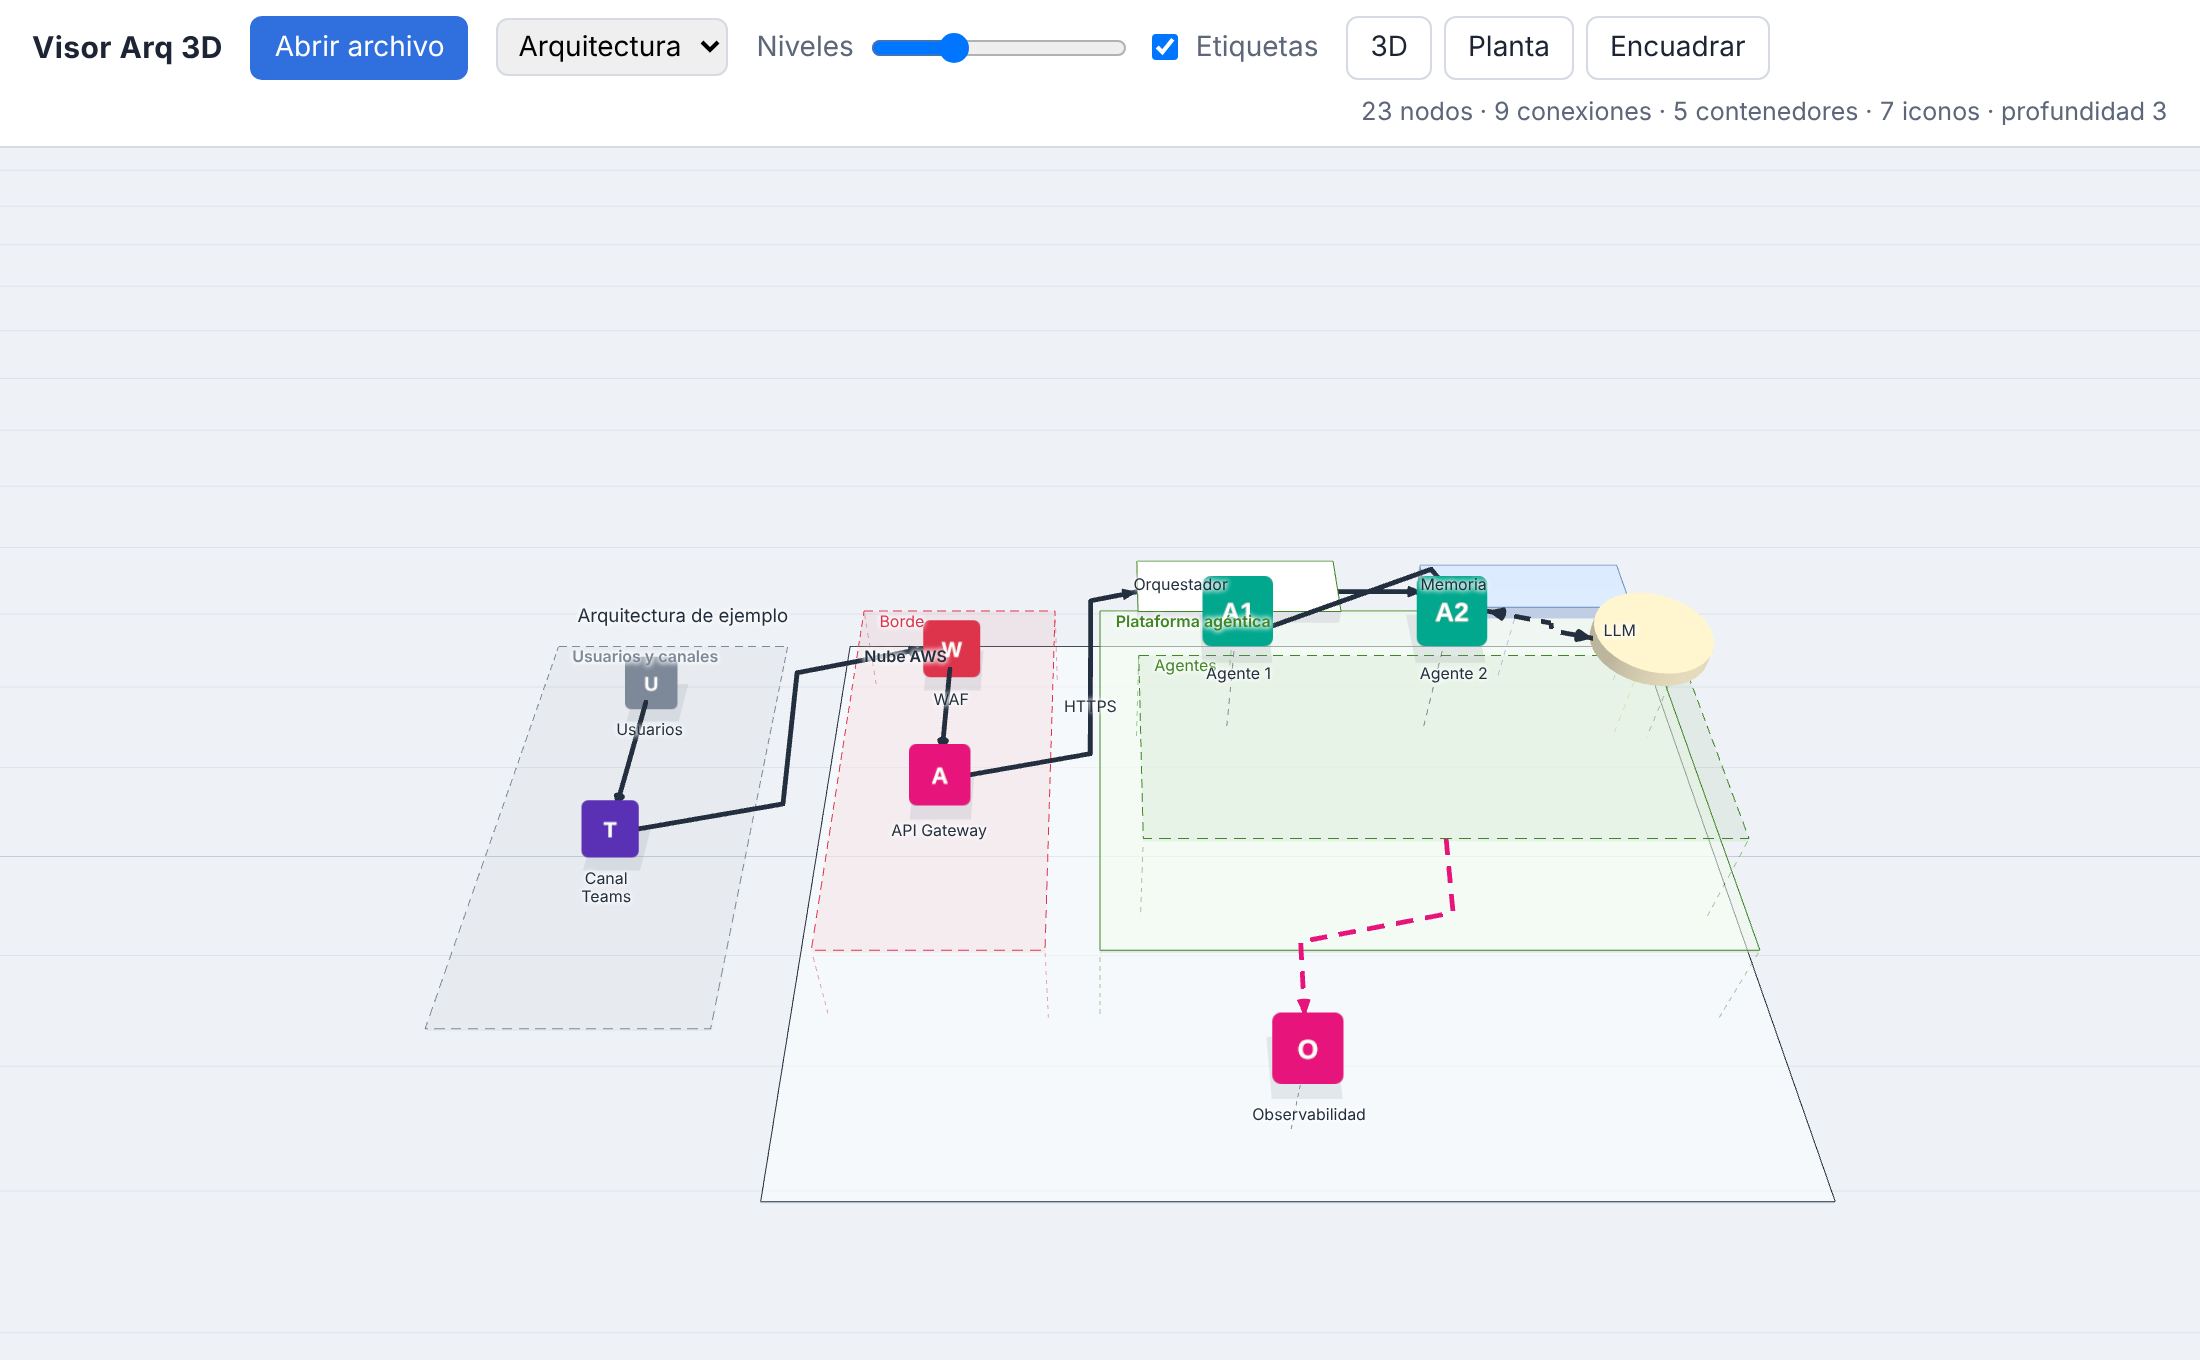 Visor Arq 3D
Abrir archivo
Arquitectura
Niveles
Etiquetas
3D
Planta
Encuadrar
23 nodos · 9 conexiones · 5 contenedores · 7 iconos · profundidad 3
Arquitectura de ejemplo
Usuarios y canales
U
Usuarios
T
Canal
Teams
Borde
Nube AWS
W
WAF
A
API Gateway
HTTPS
Orquestador
A1
Plataforma agéntica
Agentes
Agente 1
Memoria
A2
Agente 2
LLM
O
Observabilidad